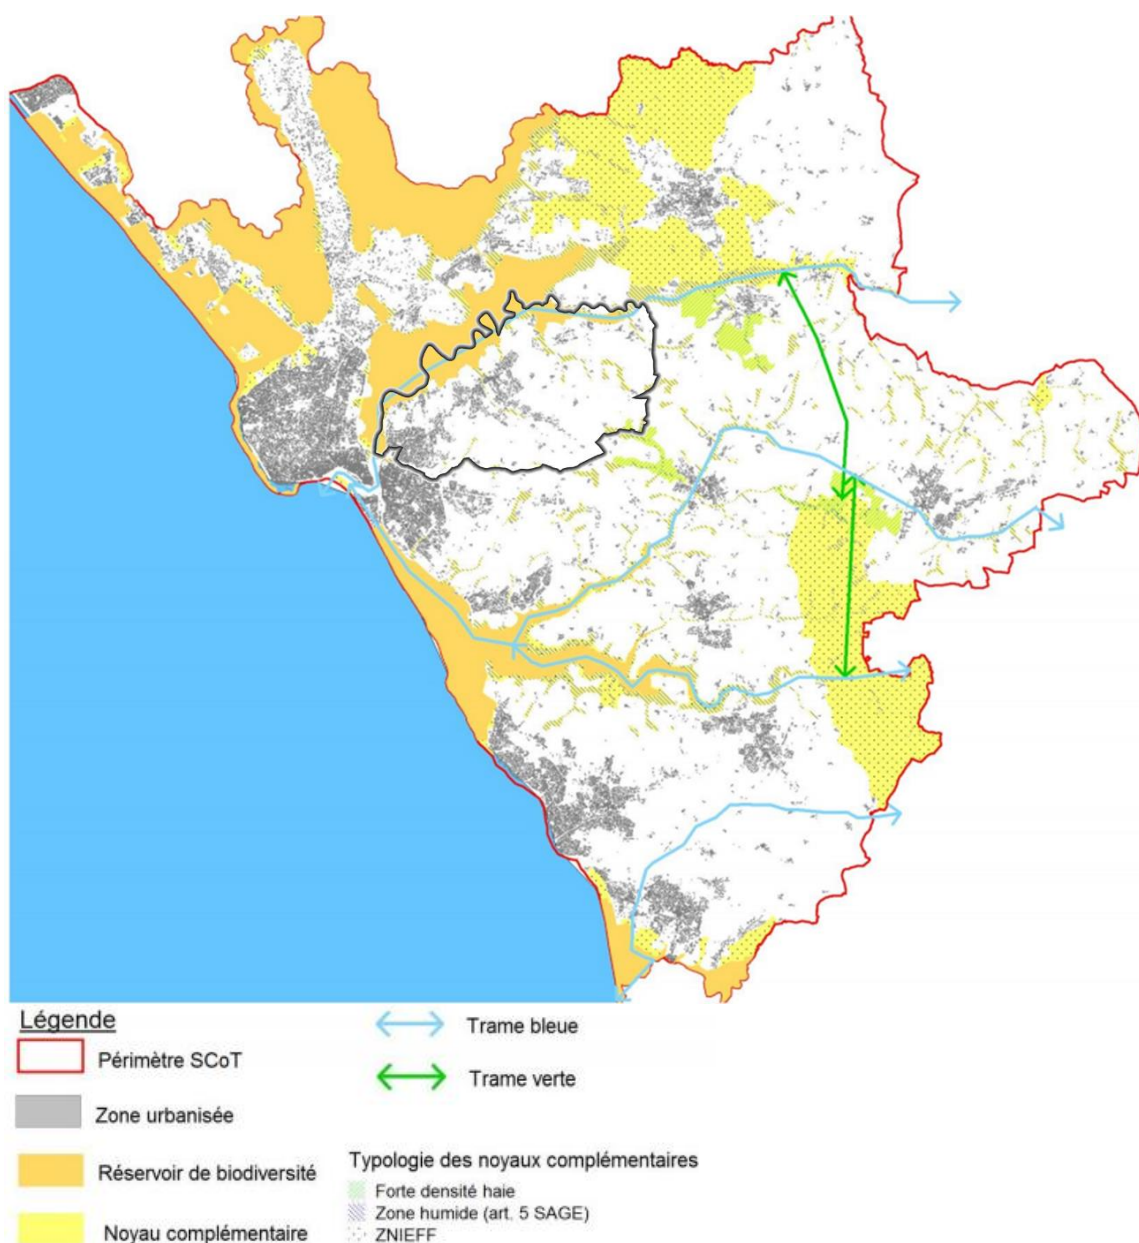 Légende
Périmètre SCoT
Zone urbanisée
Réservoir de biodiversité
Noyau complémentaire
Trame bleue
Trame verte
Typologie des noyaux complémentaires
Forte densité haie
Zone humide (art. 5 SAGE)
ZNIEFF